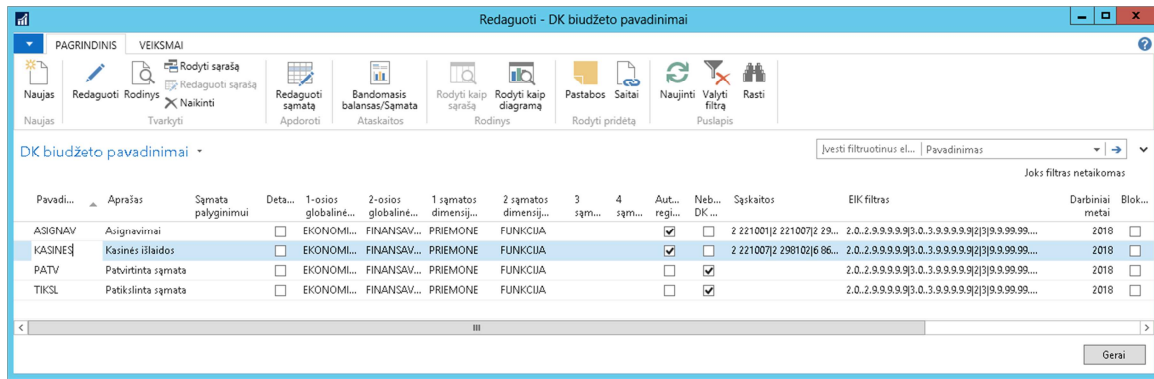 Redaguoti - DK biudžeto pavadinimai
PAGRINDINIS VEIKSMAI
Naujas Redaguoti Rodinys Rodyti sąrašą Redaguoti sąrašą Naikinti Redaguoti sąmatą Bandomasis balansas/Sąmata Rodyti kaip sąrašą Rodyti kaip diagramą Pastabos Saitai Naujinti Valyti filtrą Rasti
Naujas Tvarkyti Apdoroti Ataskaitos Rodinys Rodyti pridėtą Puslapis
DK biudžeto pavadinimai Įvesti filtruotinus el... Pavadinimas
Joks filtras netaikomas
Pavadi... Aprašas Sąmata palyginimui Deta... 1-osios globalinė... 2-osios globalinė... 1 sąmatos dimensij... 2 sąmatos dimensij... 3 sąm... 4 sąm... Aut... regi... Neb... DK ... Sąskaitos EIK filtras Darbiniai metai Blok...
ASIGNAV Asignavimai EKONOMI... FINANSAV... PRIEMONE FUNKCIJA 2 221001|2 221007|2 29... 2.0..2.9.9.9.9.9|3.0..3.9.9.9.9.9|2|3|9.9.99.99.... 2018
KASINES Kasinės išlaidos EKONOMI... FINANSAV... PRIEMONE FUNKCIJA 2 221007|2 298102|6 86... 2.0..2.9.9.9.9.9|3.0..3.9.9.9.9.9|2|3|9.9.99.99.... 2018
PATV Patvirtinta sąmata EKONOMI... FINANSAV... PRIEMONE FUNKCIJA 2.0..2.9.9.9.9.9|3.0..3.9.9.9.9.9|2|3|9.9.99.99.... 2018
TIKSL Patikslinta sąmata EKONOMI... FINANSAV... PRIEMONE FUNKCIJA 2.0..2.9.9.9.9.9|3.0..3.9.9.9.9.9|2|3|9.9.99.99.... 2018
Gerai